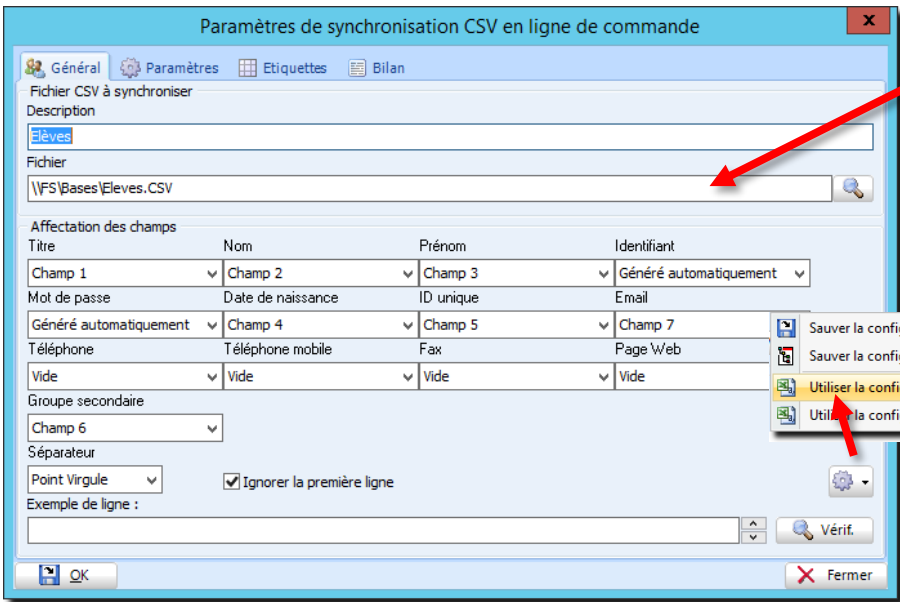 Paramètres de synchronisation CSV en ligne de commande
x
Général Paramètres Etiquettes Bilan
Fichier CSV à synchroniser
Description
Elèves
Fichier
\\FS\Bases\Eleves.CSV
Affectation des champs
Titre Nom Prénom Identifiant
Champ 1 Champ 2 Champ 3 Généré automatiquement
Mot de passe Date de naissance ID unique Email
Généré automatiquement Champ 4 Champ 5 Champ 7
Sauver la confi
Téléphone Téléphone mobile Fax Page Web
Sauver la confi
Vide Vide Vide Vide
Utiliser la confi
Groupe secondaire
Utiliser la confi
Champ 6
Séparateur
Point Virgule Ignorer la première ligne
Exemple de ligne :
Vérif.
OK Fermer